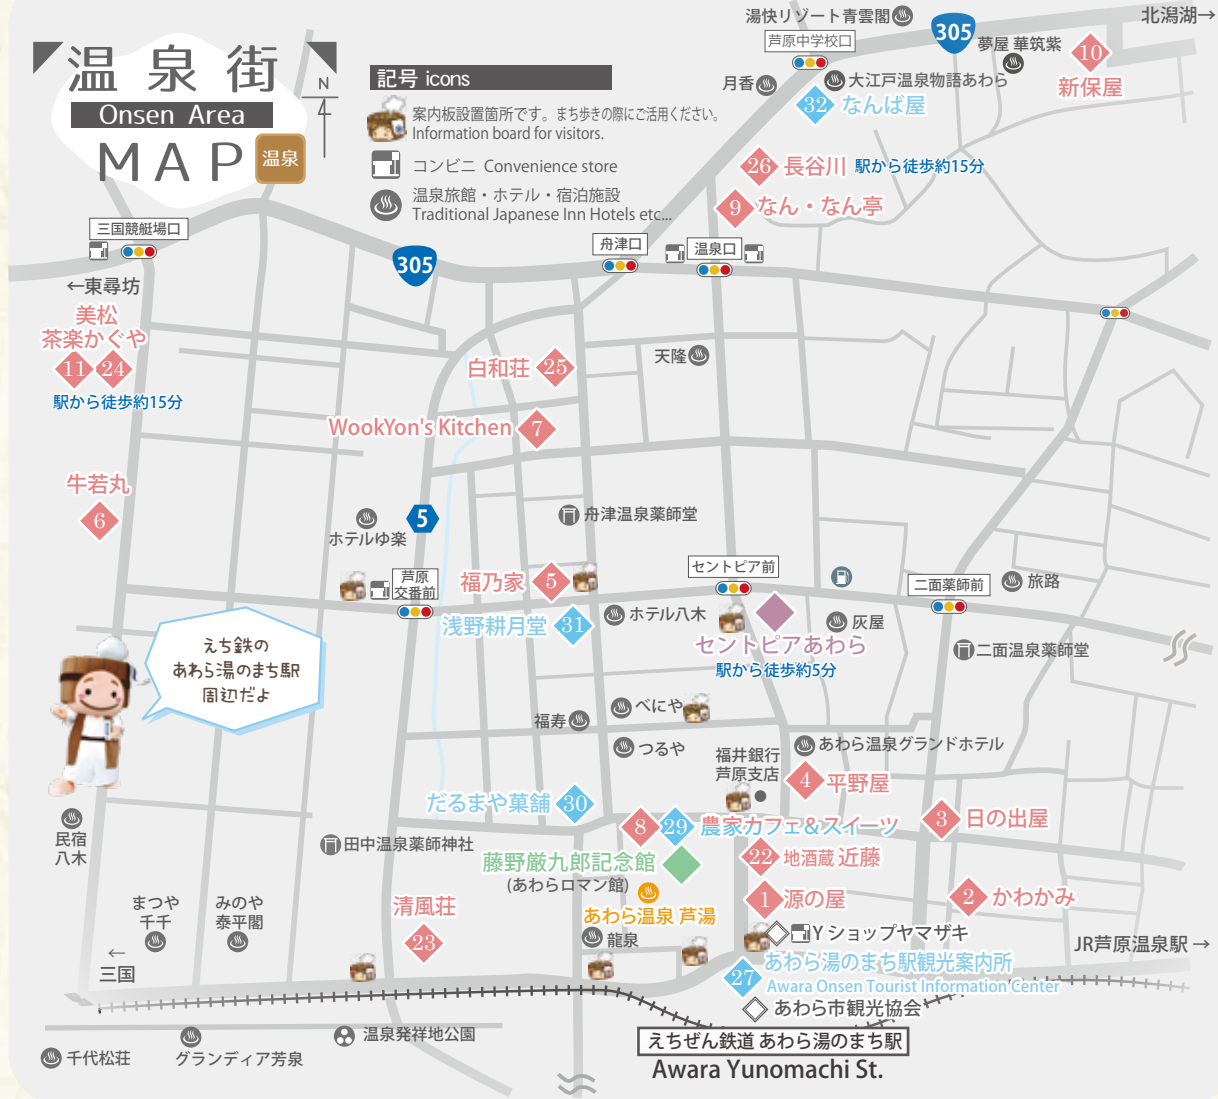 温泉街
Onsen Area
MAP
温泉
N
記号 icons
案内板設置箇所です。まち歩きの際にご活用ください。
Information board for visitors.
コンビニ Convenience store
温泉旅館・ホテル・宿泊施設
Traditional Japanese Inn Hotels etc...
湯快リゾート青雲閣
北潟湖→
芦原中学校口
305
夢屋 華筑紫
10
新保屋
月香
大江戸温泉物語あわら
32 なんば屋
26 長谷川 駅から徒歩約15分
9 なん・なん亭
三国競艇場口
舟津口
温泉口
305
←東尋坊
美松
茶楽かぐや
11 24
駅から徒歩約15分
天隆
白和荘 25
WookYon's Kitchen 7
牛若丸
6
ホテルゆ楽
5
舟津温泉薬師堂
芦原
交番前
福乃家 5
セントピア前
二面薬師前
旅路
浅野耕月堂 31
ホテル八木
灰屋
セントピアあわら
駅から徒歩約5分
二面温泉薬師堂
えち鉄の
あわら湯のまち駅
周辺だよ
べにや
福寿
つるや
福井銀行
芦原支店
あわら温泉グランドホテル
4 平野屋
だるまや菓舗 30
8 29 農家カフェ&スイーツ
3 日の出屋
民宿
八木
田中温泉薬師神社
藤野厳九郎記念館
(あわらロマン館)
22 地酒蔵 近藤
あわら温泉 芦湯
1 源の屋
2 かわかみ
まつや
千千
みのや
泰平閣
清風荘
23
龍泉
Yショップヤマザキ
JR芦原温泉駅→
←
三国
27 あわら湯のまち駅観光案内所
Awara Onsen Tourist Information Center
あわら市観光協会
千代松荘
グランディア芳泉
温泉発祥地公園
えちぜん鉄道 あわら湯のまち駅
Awara Yunomachi St.